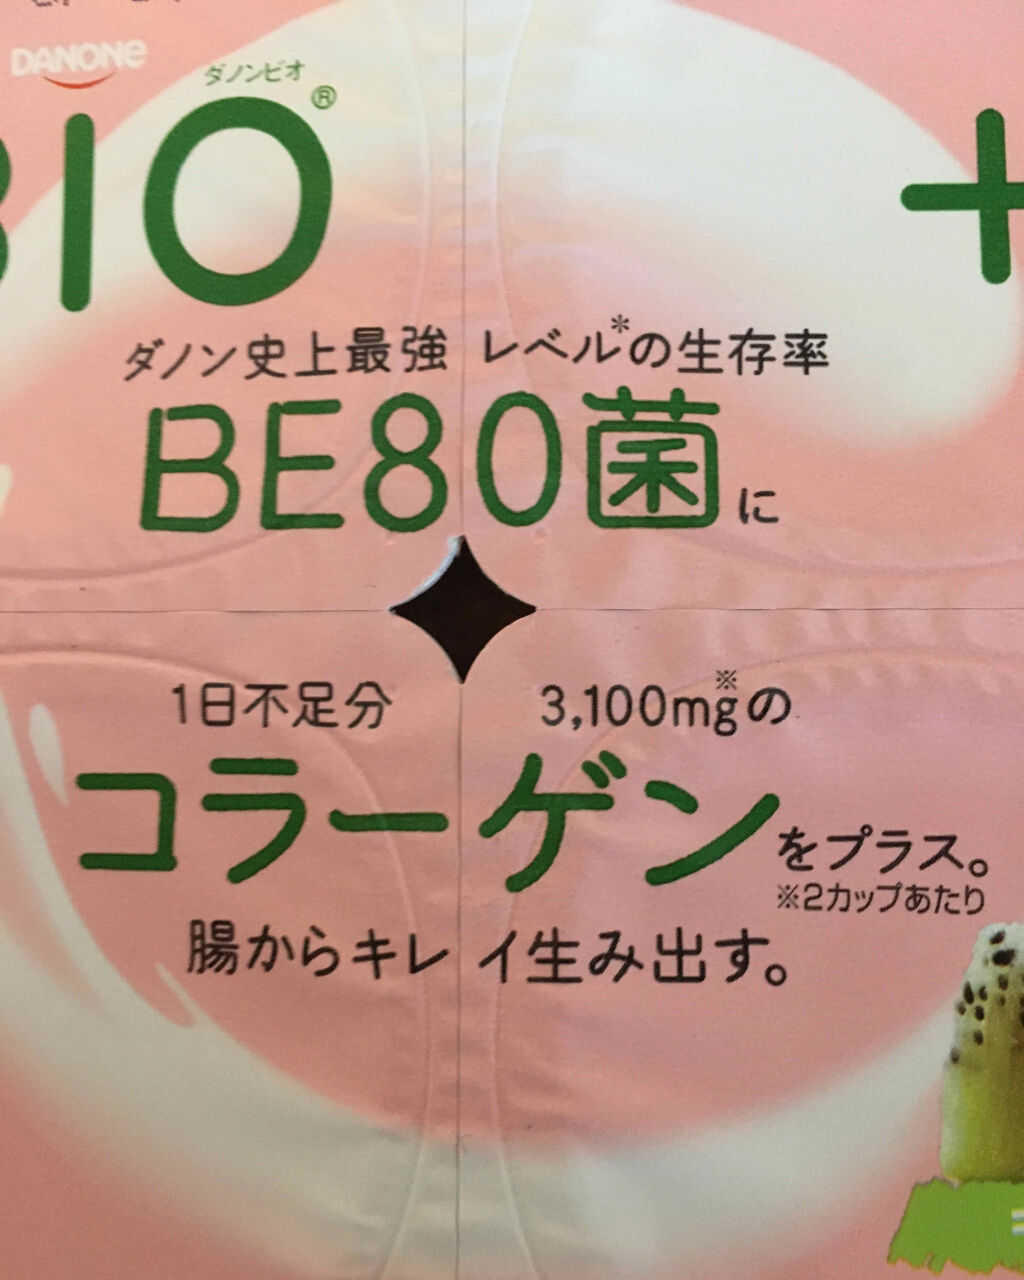 DANONE
ダノンビオ
BIO® +
ダノン史上最強レベル*の生存率
BE80菌に
1日不足分 3,100mg※の
コラーゲンをプラス。
※2カップあたり
腸からキレイ生み出す。